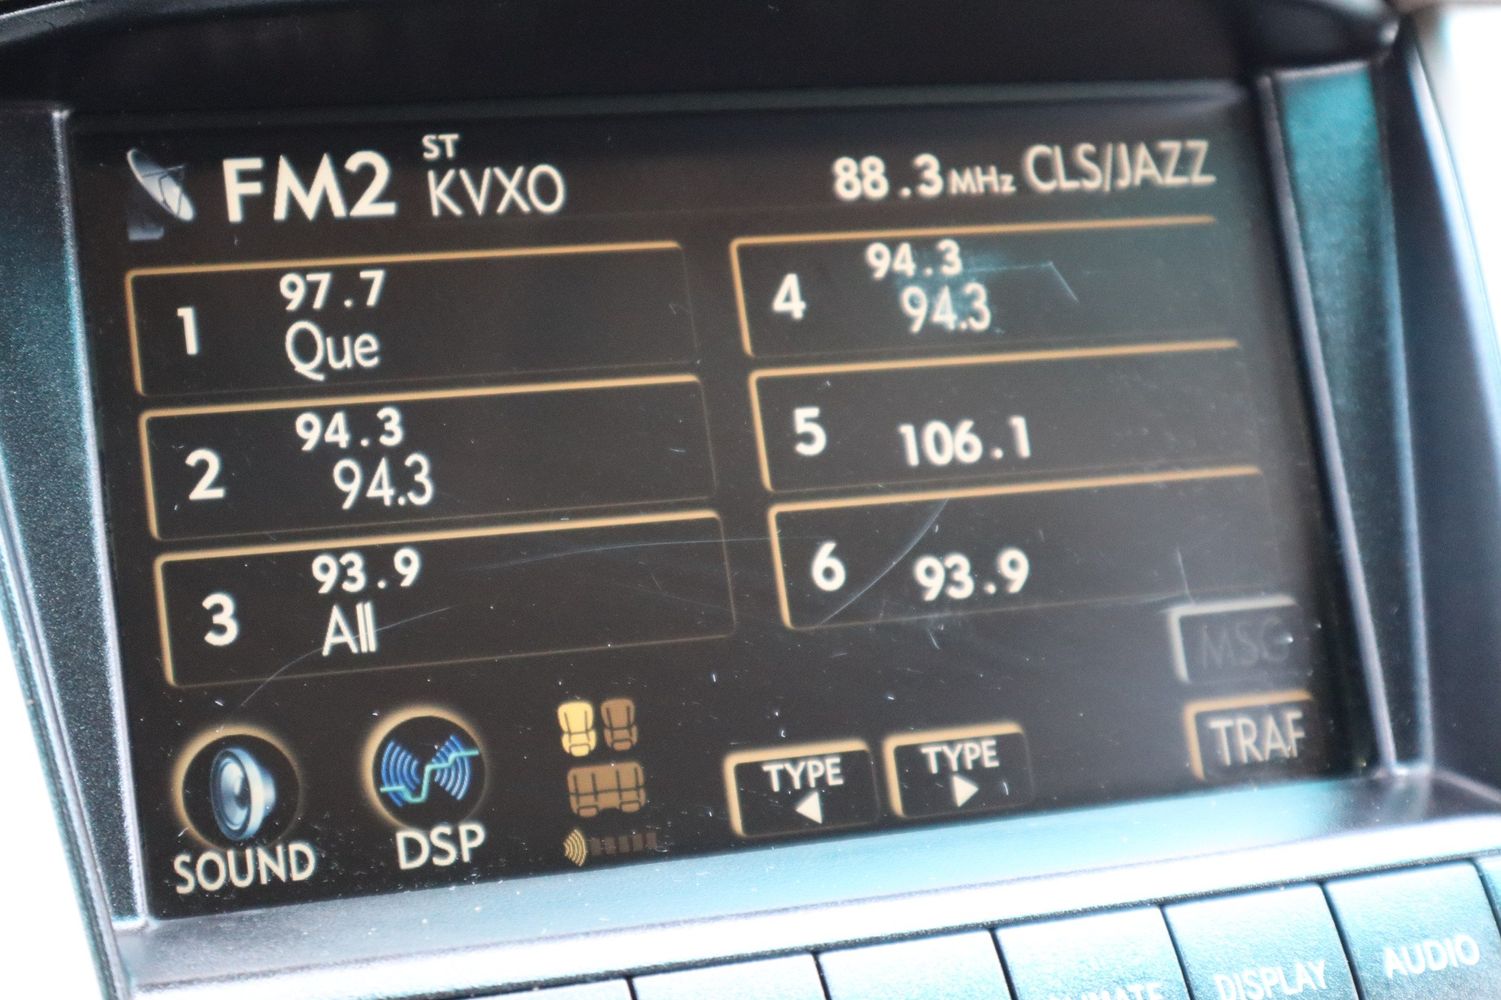 FM2 ST KVXO 88.3 MHz CLS/JAZZ
1 97.7
Que
2 94.3
94.3
3 93.9
All
4 94.3
94.3
5 106.1
6 93.9
MSG
TRAF
SOUND
DSP
TYPE
TYPE
DISPLAY
AUDIO